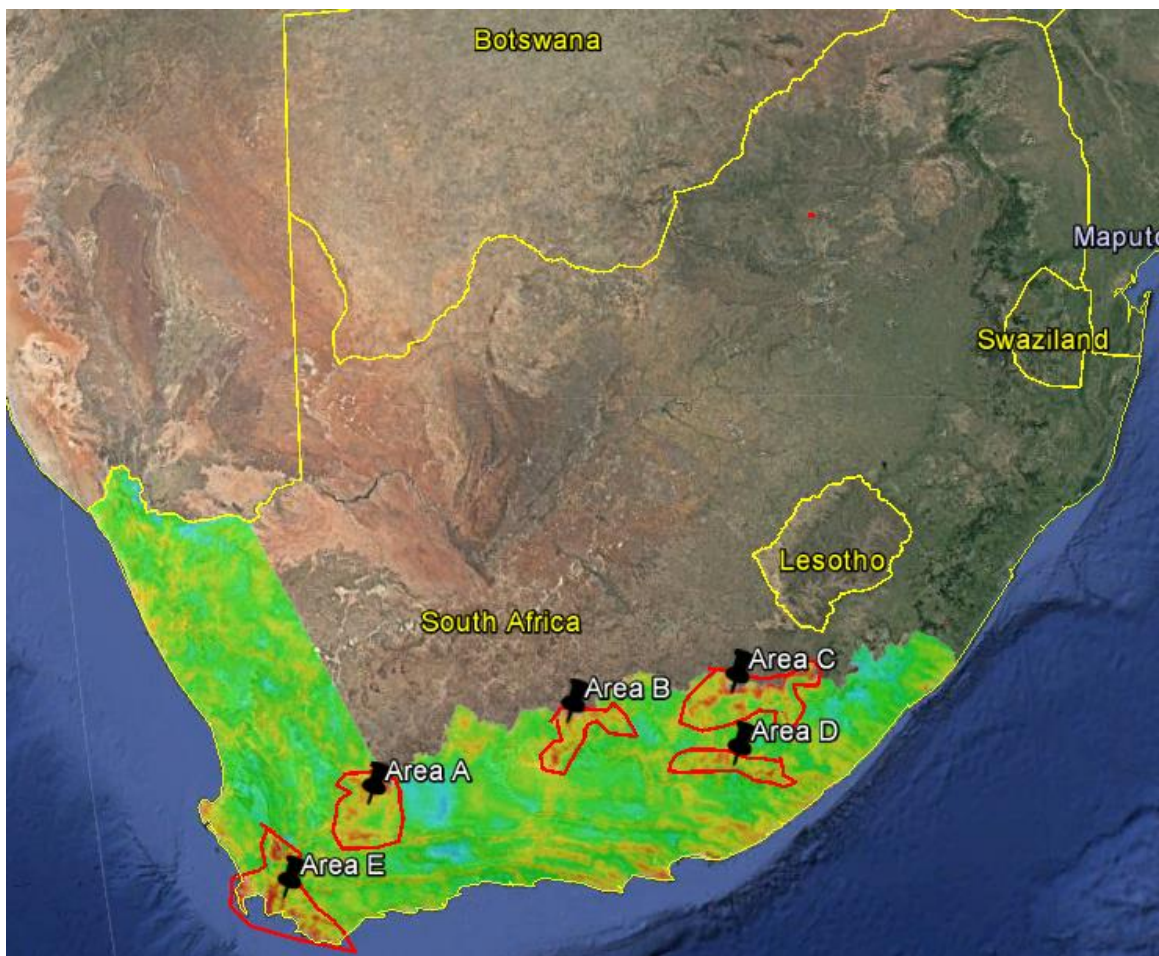 Botswana
Maputo
Swaziland
Lesotho
South Africa
Area C
Area B
Area D
Area A
Area E